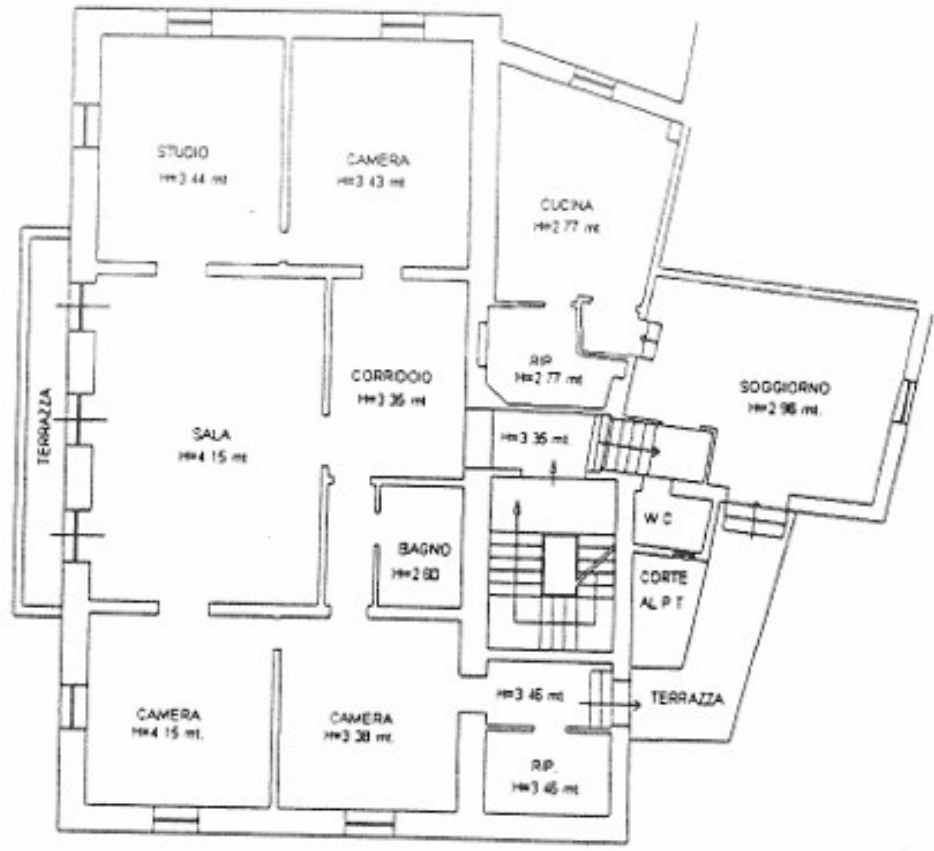 STUDIO
H=3.44 mt
CAMERA
H=3.43 mt
CUCINA
H=2.77 mt.
RIP.
H=2.77 mt
CORRIDOIO
H=3.36 mt
SOGGIORNO
H=2.96 mt.
TERRAZZA
SALA
H=4.15 mt
H=3.35 mt
W C
BAGNO
H=2.60
CORTE
AL P T
CAMERA
H=4.15 mt.
CAMERA
H=3.38 mt.
H=3.46 mt
TERRAZZA
RIP.
H=3.46 mt